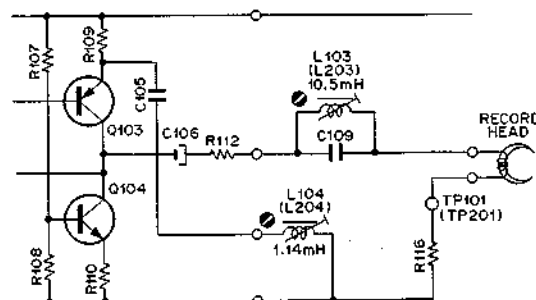 R107
R109
C105
Q103
C106
R112
L103
(L203)
10.5mH
C109
RECORD
HEAD
Q104
L104
(L204)
1.14mH
TP101
(TP201)
R116
R108
R110